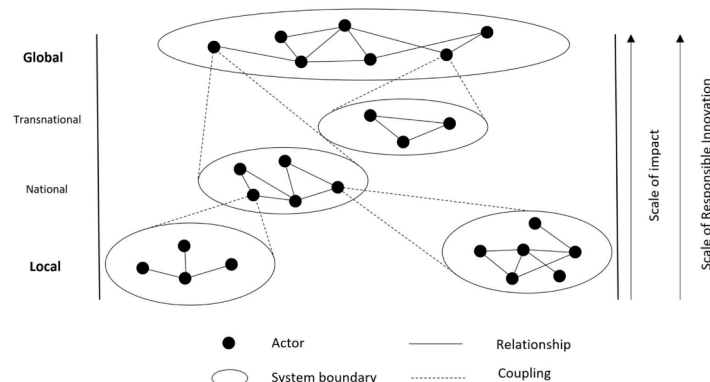 Global
Transnational
National
Local
Scale of impact
Scale of Responsible Innovation
Actor
Relationship
System boundary
Coupling